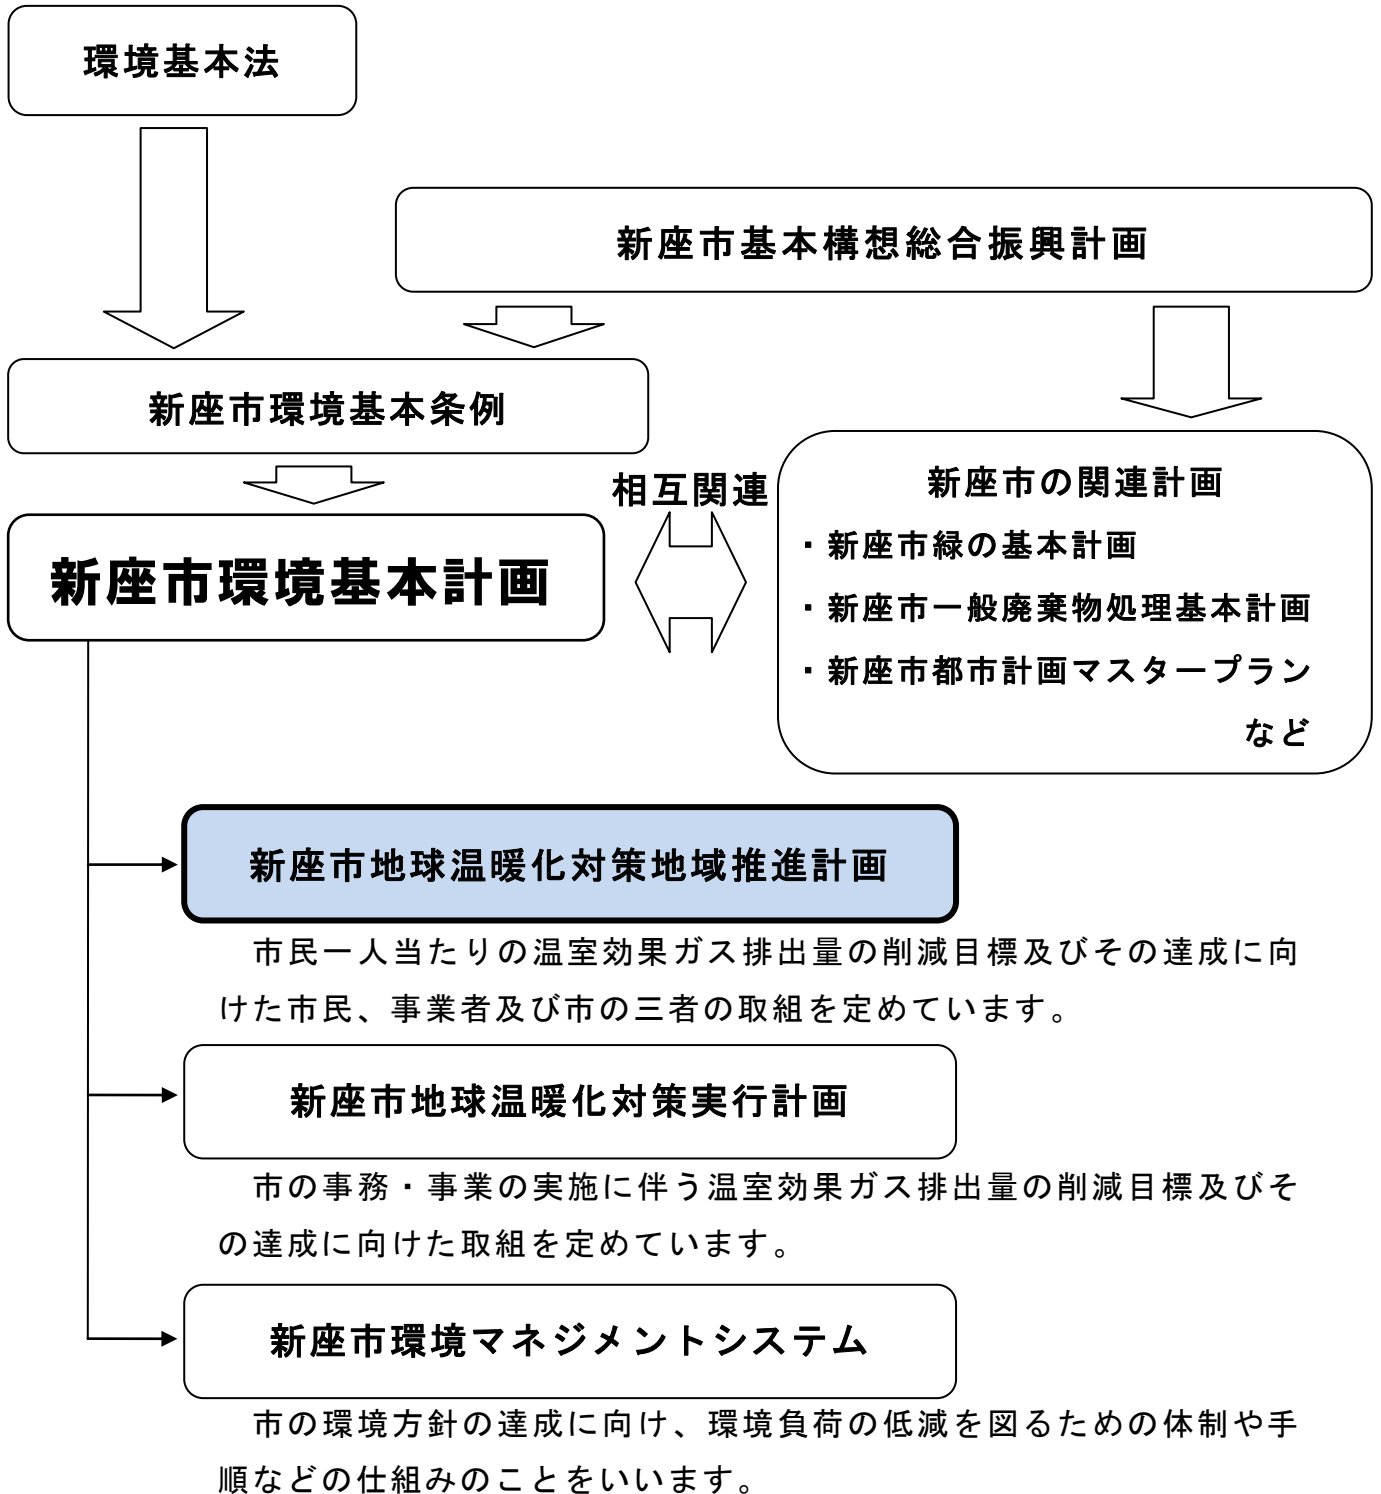 環境基本法
新座市基本構想総合振興計画
新座市環境基本条例
相互関連
新座市環境基本計画
新座市の関連計画
・新座市緑の基本計画
・新座市一般廃棄物処理基本計画
・新座市都市計画マスタープラン
など
新座市地球温暖化対策地域推進計画
市民一人当たりの温室効果ガス排出量の削減目標及びその達成に向
けた市民、事業者及び市の三者の取組を定めています。
新座市地球温暖化対策実行計画
市の事務・事業の実施に伴う温室効果ガス排出量の削減目標及びそ
の達成に向けた取組を定めています。
新座市環境マネジメントシステム
市の環境方針の達成に向け、環境負荷の低減を図るための体制や手
順などの仕組みのことをいいます。